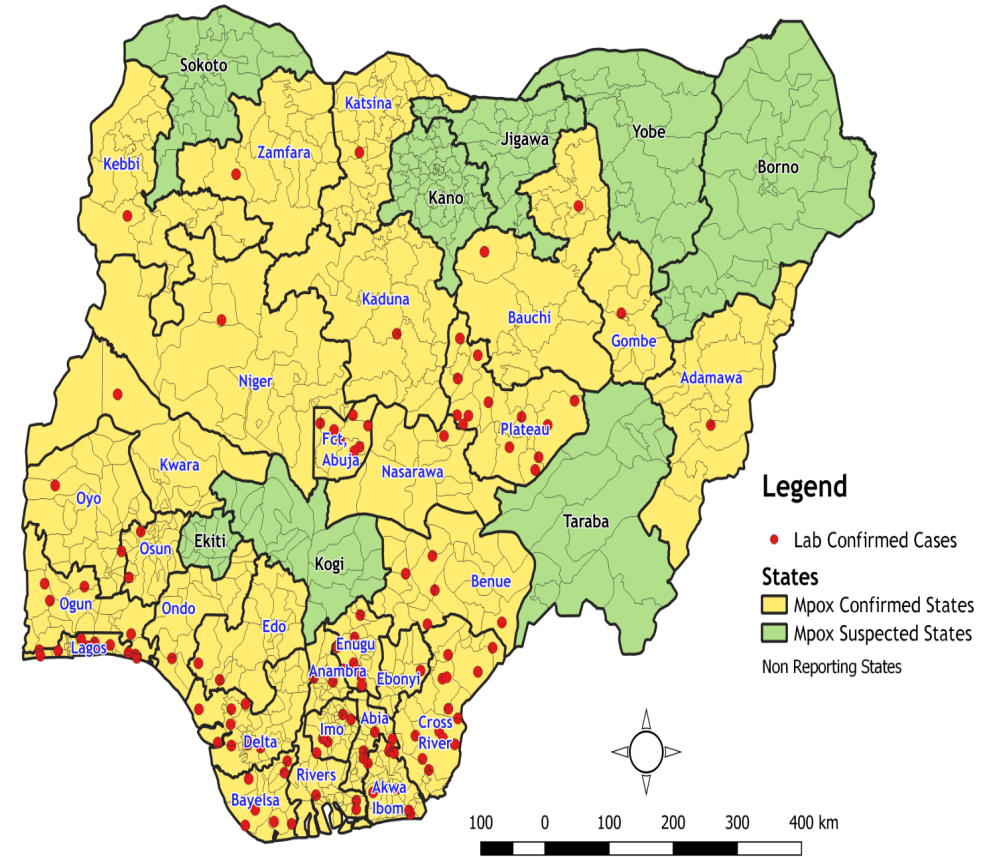 Sokoto
Katsina
Jigawa
Yobe
Zamfara
Kebbi
Borno
Kano
Kaduna
Bauchi
Gombe
Niger
Adamawa
Plateau
Fct,
Abuja
Nasarawa
Kwara
Oyo
Taraba
Osun
Ekiti
Kogi
Benue
Ogun
Ondo
Edo
Lagos
Enugu
Anambra
Ebonyi
Abia
Imo
Cross
River
Delta
Rivers
Akwa
Ibom
Bayelsa
Legend
Lab Confirmed Cases
States
Mpox Confirmed States
Mpox Suspected States
Non Reporting States
100 0 100 200 300 400 km